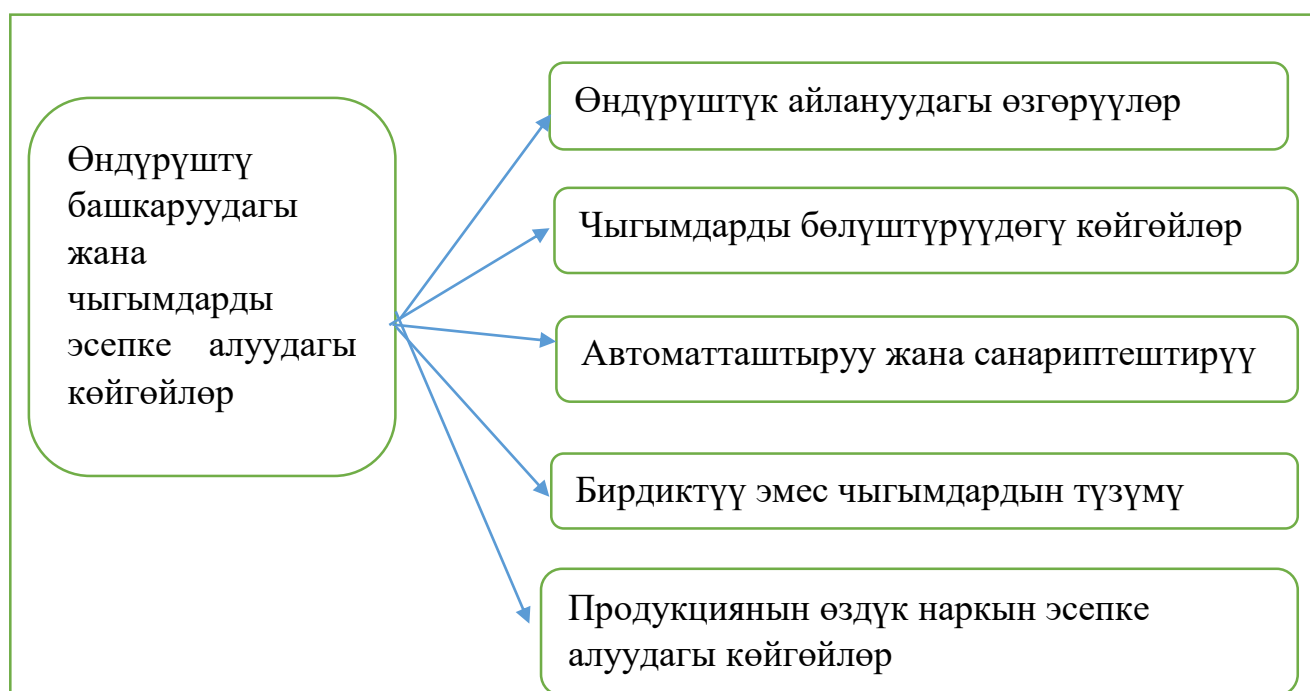 Өндүрүштү
башкаруудагы
жана
чыгымдарды
эсепке алуудагы
көйгөйлөр
Өндүрүштүк айлануудагы өзгөрүүлөр
Чыгымдарды бөлүштүрүүдөгү көйгөйлөр
Автоматташтыруу жана санариптештирүү
Бирдиктүү эмес чыгымдардын түзүмү
Продукциянын өздүк наркын эсепке
алуудагы көйгөйлөр